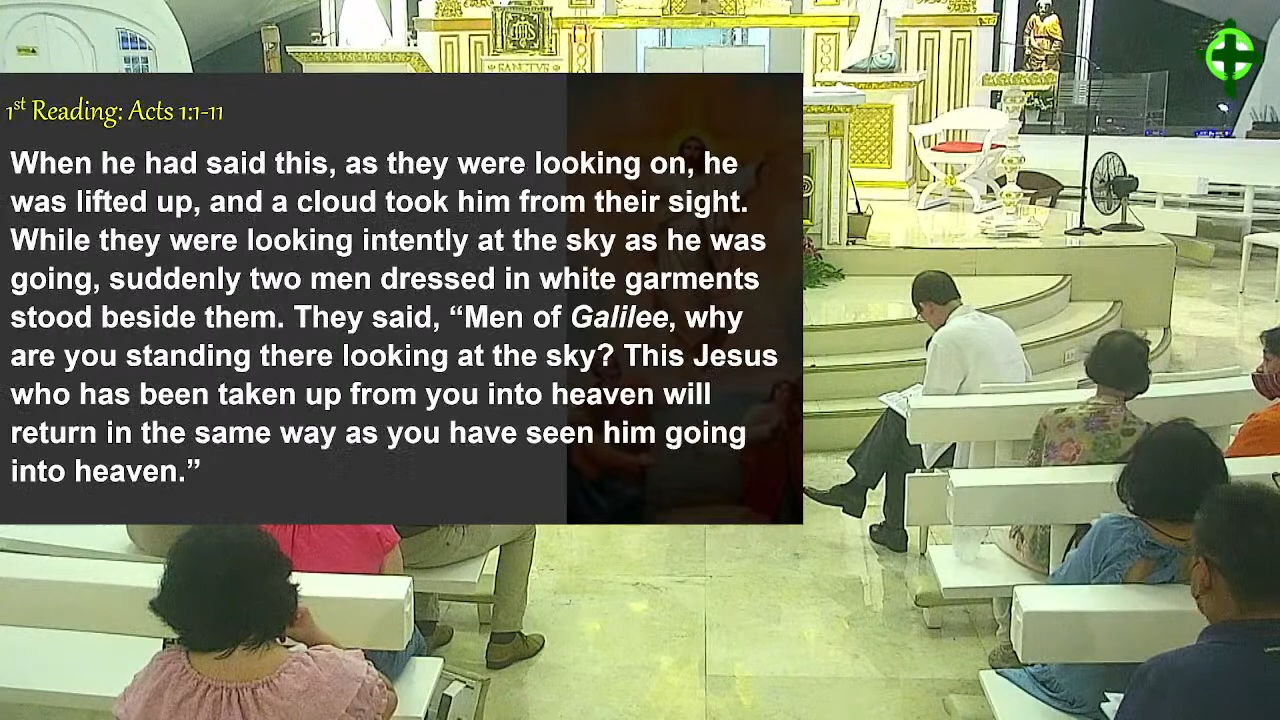 IHS
SANCTUS
1st Reading: Acts 1:1-11
When he had said this, as they were looking on, he
was lifted up, and a cloud took him from their sight.
While they were looking intently at the sky as he was
going, suddenly two men dressed in white garments
stood beside them. They said, “Men of Galilee, why
are you standing there looking at the sky? This Jesus
who has been taken up from you into heaven will
return in the same way as you have seen him going
into heaven.”